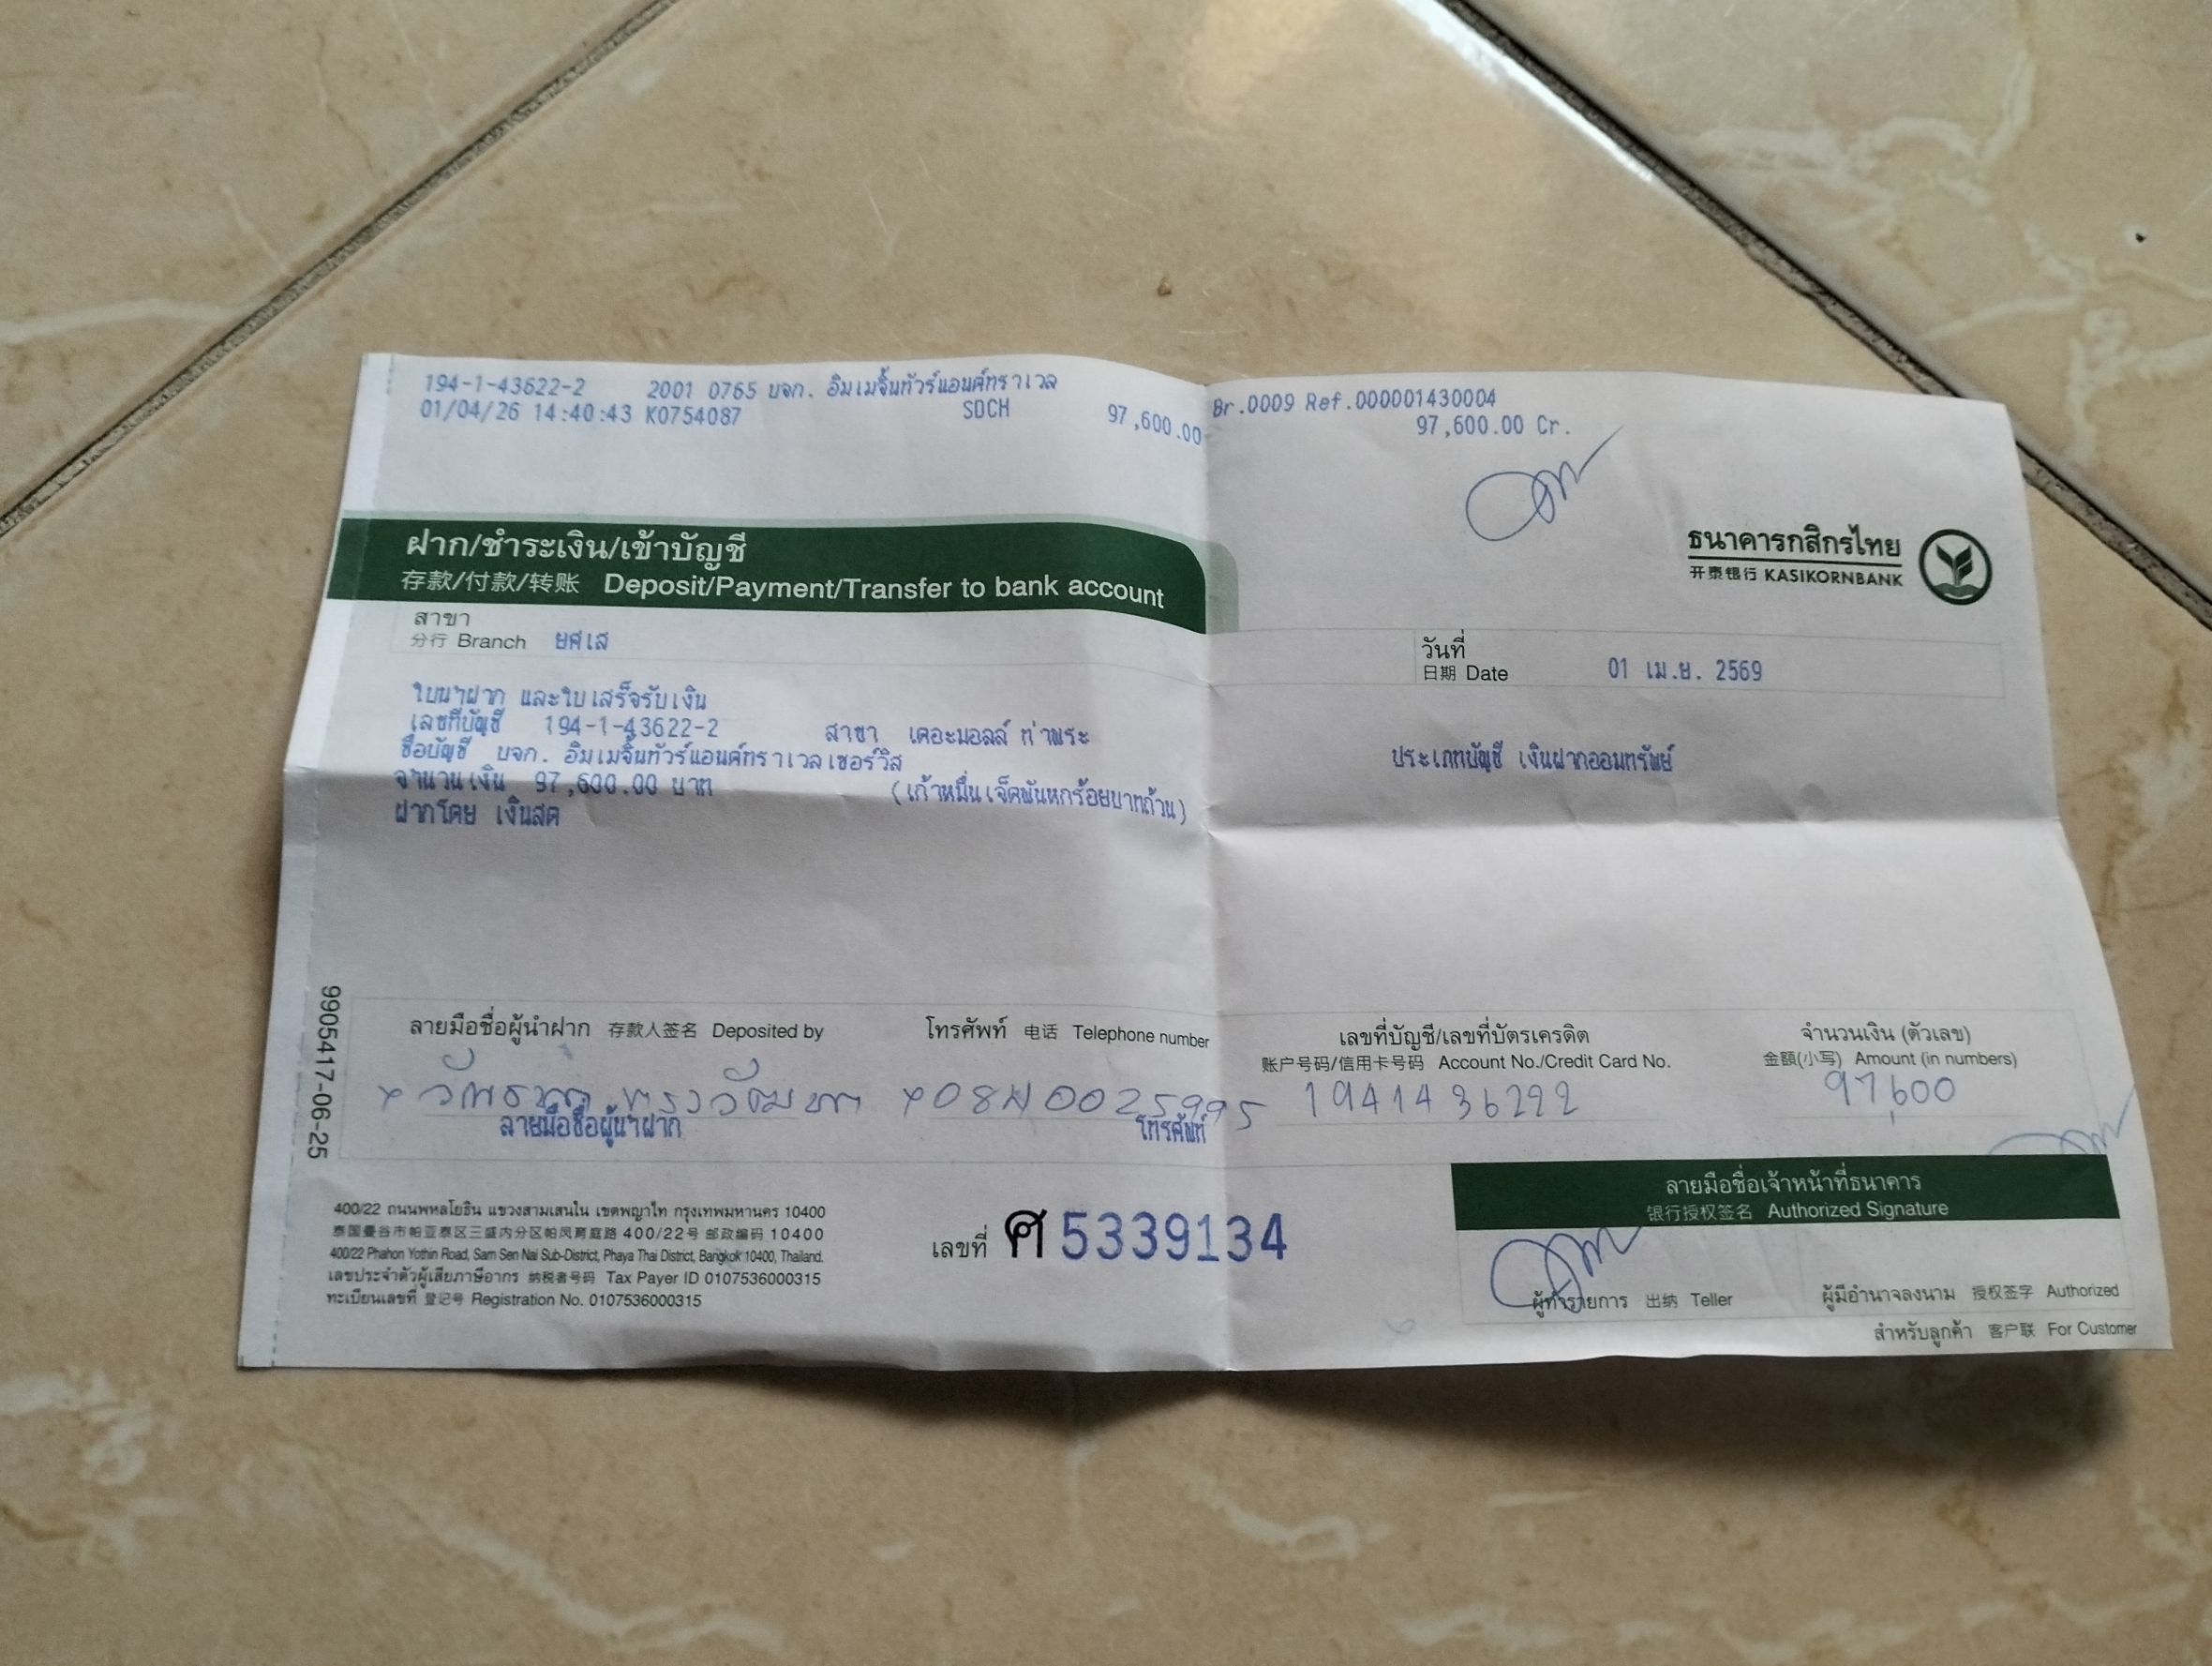 194-1-43622-2 2001 0765 บจก. อิมเมจิ้นทัวร์แอนด์ทราเวล Br.0009 Ref.000001430004
01/04/26 14:40:43 K0754087 SDCH 97,600.00 97,600.00 Cr.
ฝาก/ชำระเงิน/เข้าบัญชี
存款/付款/转账 Deposit/Payment/Transfer to bank account
ธนาคารกสิกรไทย
开泰银行 KASIKORNBANK
สาขา
分行 Branch ยศเส
วันที่
日期 Date 01 เม.ย. 2569
ใบนำฝาก และใบเสร็จรับเงิน
เลขที่บัญชี 194-1-43622-2 สาขา เดอะมอลล์ ท่าพระ
ชื่อบัญชี บจก. อิมเมจิ้นทัวร์แอนด์ทราเวลเซอร์วิส ประเภทบัญชี เงินฝากออมทรัพย์
จำนวนเงิน 97,600.00 บาท (เก้าหมื่นเจ็ดพันหกร้อยบาทถ้วน)
ฝากโดย เงินสด
9905417-06-25
ลายมือชื่อผู้นำฝาก 存款人签名 Deposited by
โทรศัพท์ 电话 Telephone number
เลขที่บัญชี/เลขที่บัตรเครดิต
账户号码/信用卡号码 Account No./Credit Card No.
จำนวนเงิน (ตัวเลข)
金額(小写) Amount (in numbers)
1941436222 97,600
ลายมือชื่อผู้นำฝาก โทรศัพท์
400/22 ถนนพหลโยธิน แขวงสามเสนใน เขตพญาไท กรุงเทพมหานคร 10400
泰国曼谷市帕亚泰区三盛内分区帕凤裔庭路 400/22号 邮政编码 10400
400/22 Phahon Yothin Road, Sam Sen Nai Sub-District, Phaya Thai District, Bangkok 10400, Thailand.
เลขประจำตัวผู้เสียภาษีอากร 纳税者号码 Tax Payer ID 0107536000315
ทะเบียนเลขที่ 登记号 Registration No. 0107536000315
เลขที่ ศ 5339134
ลายมือชื่อเจ้าหน้าที่ธนาคาร
银行授权签名 Authorized Signature
ผู้ทำรายการ 出纳 Teller
ผู้มีอำนาจลงนาม 授权签字 Authorized
สำหรับลูกค้า 客户联 For Customer